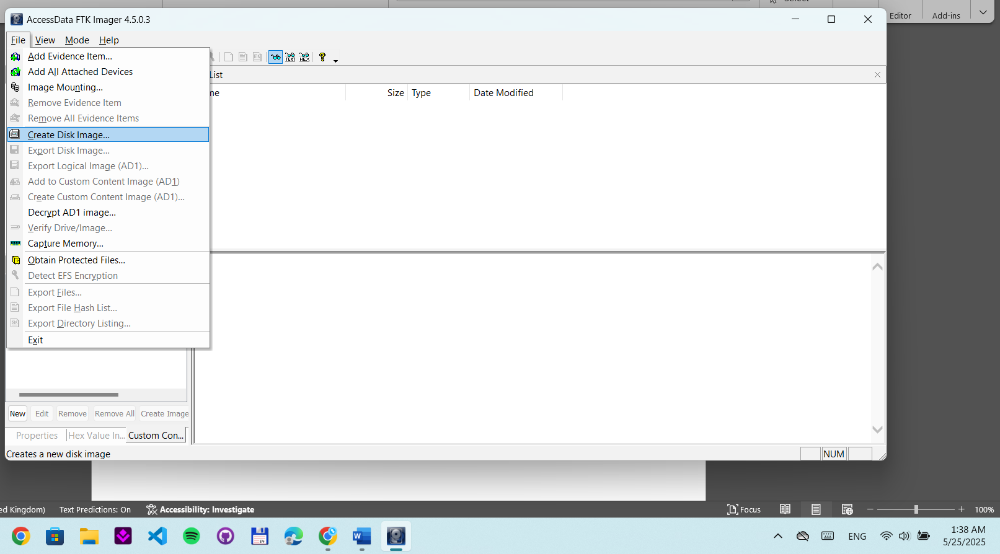 Select
Editor
Add-ins
AccessData FTK Imager 4.5.0.3
File View Mode Help
TEXT HEX
Add Evidence Item...
Add All Attached Devices
Image Mounting...
Remove Evidence Item
Remove All Evidence Items
Create Disk Image...
Export Disk Image...
Export Logical Image (AD1)...
Add to Custom Content Image (AD1)
Create Custom Content Image (AD1)...
Decrypt AD1 image...
Verify Drive/Image...
Capture Memory...
Obtain Protected Files...
Detect EFS Encryption
Export Files...
Export File Hash List...
Export Directory Listing...
Exit
List
me Size Type Date Modified
New Edit Remove Remove All Create Image
Properties Hex Value In... Custom Con...
Creates a new disk image
NUM
ed Kingdom) Text Predictions: On Accessibility: Investigate Focus 100%
ENG
1:38 AM
5/25/2025